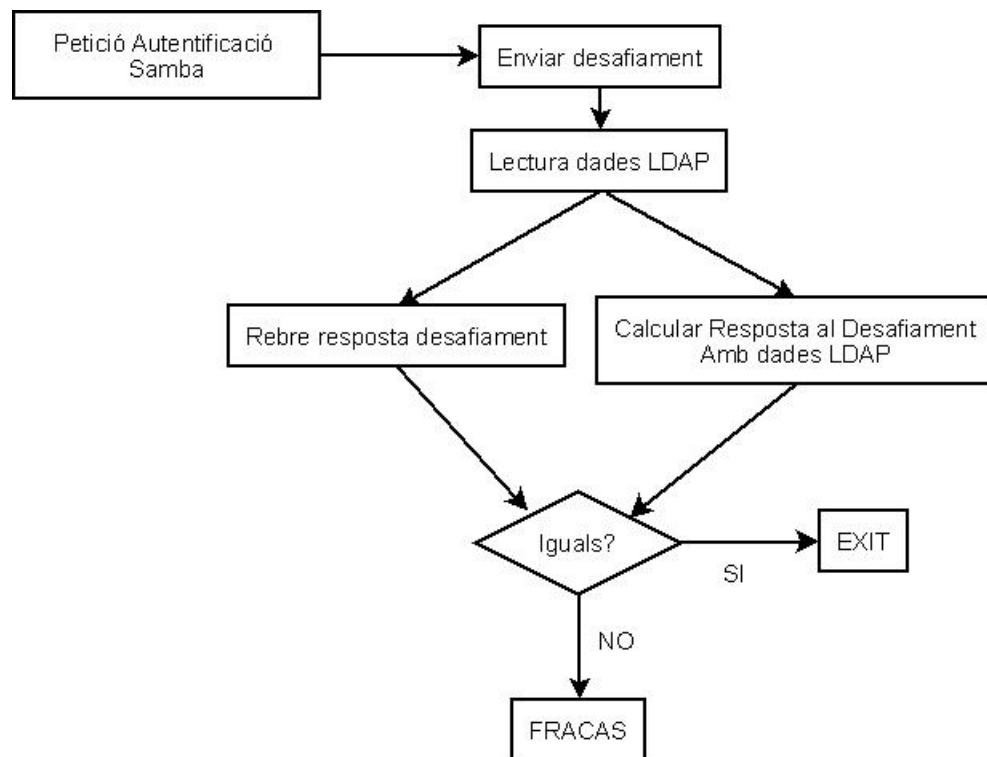 Petició Autentificació
Samba
Enviar desafiament
Lectura dades LDAP
Rebre resposta desafiament
Calcular Resposta al Desafiament
Amb dades LDAP
Iguals?
EXIT
SI
NO
FRACAS